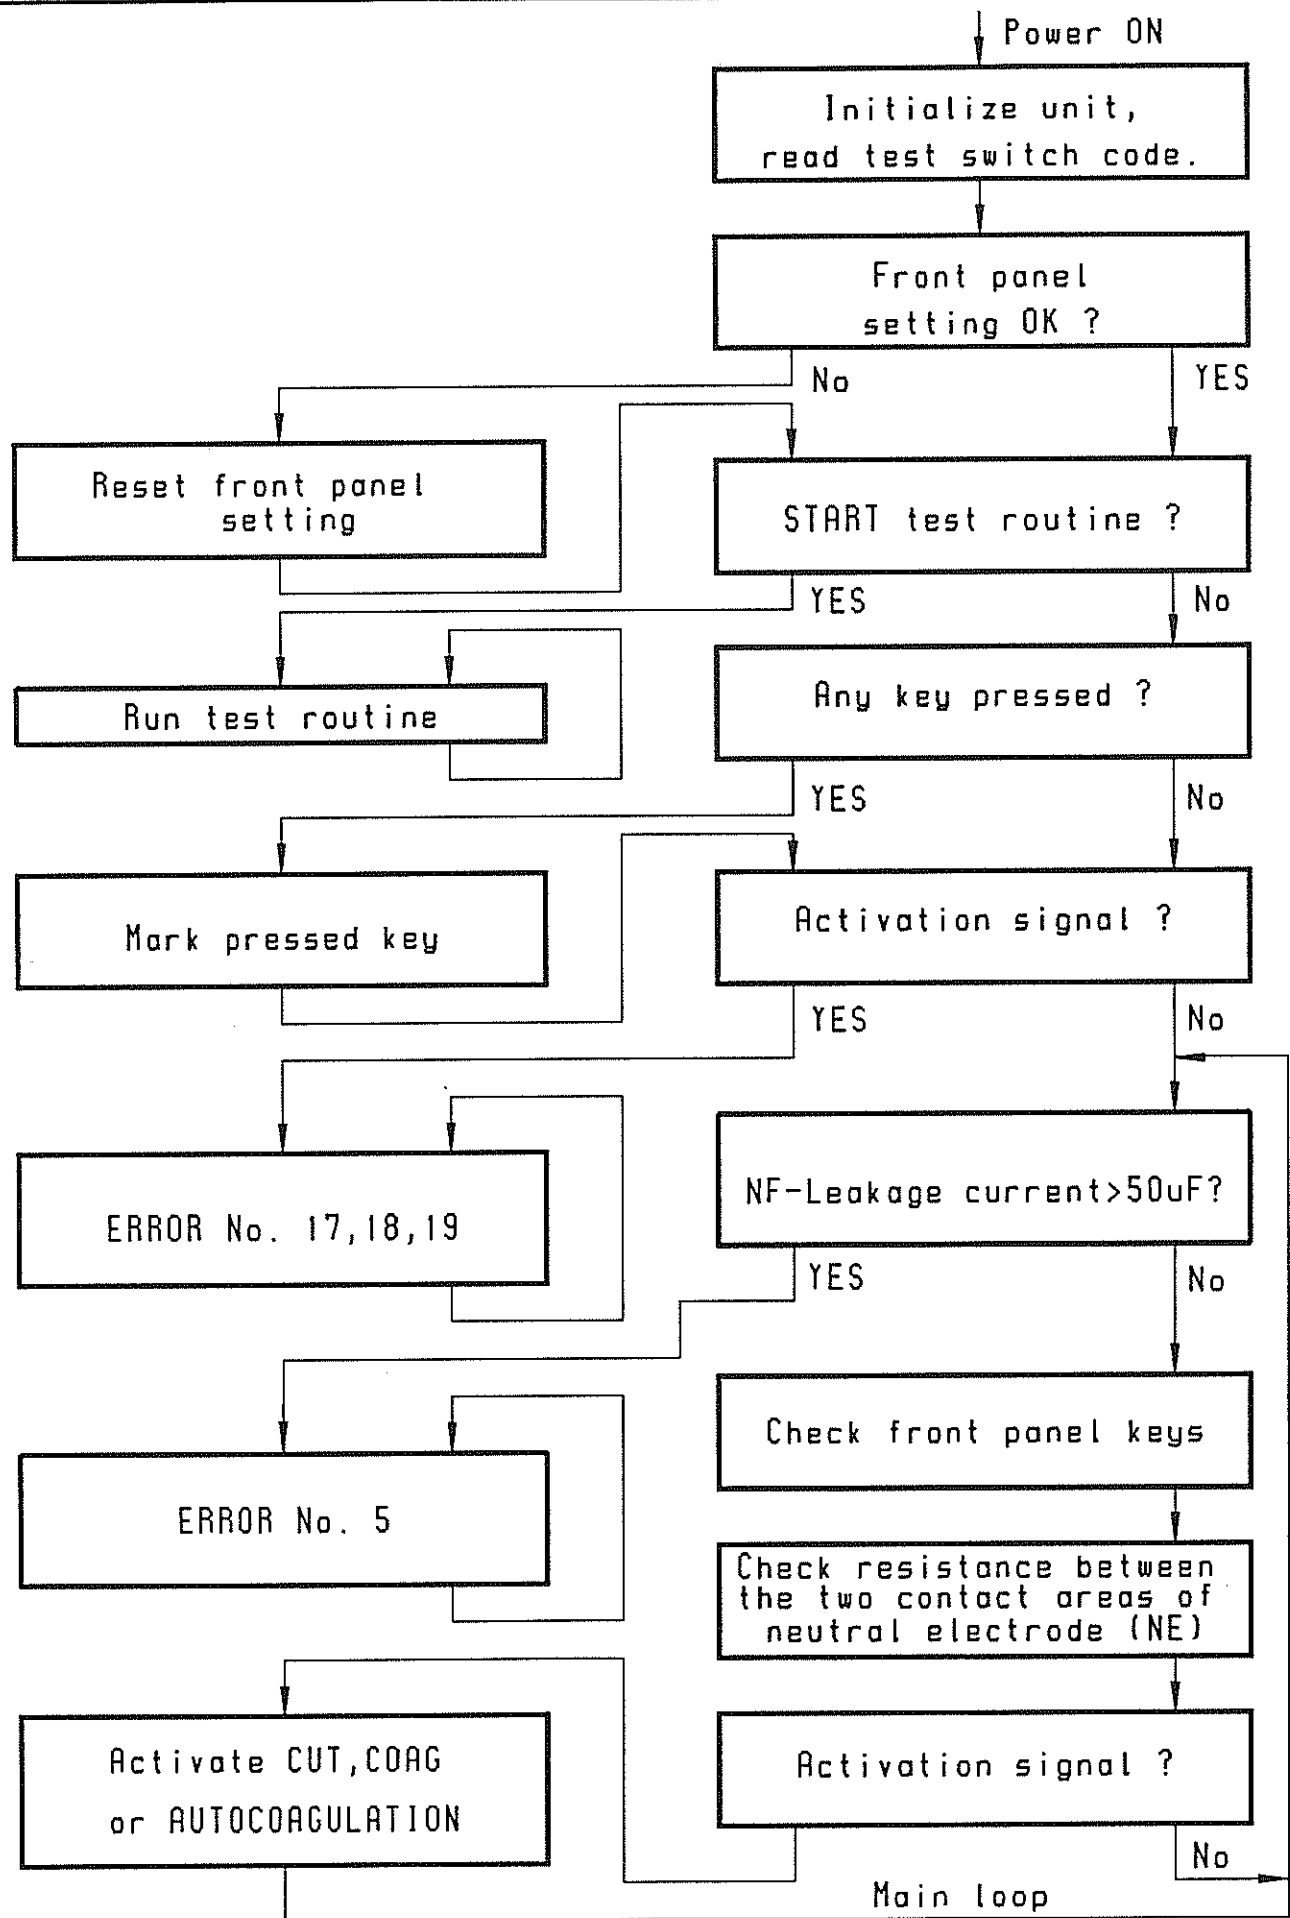 Power ON
Initialize unit,
read test switch code.
Front panel
setting OK ?
No
YES
Reset front panel
setting
START test routine ?
YES
No
Run test routine
Any key pressed ?
YES
No
Mark pressed key
Activation signal ?
YES
No
ERROR No. 17,18,19
NF-Leakage current>50uF?
YES
No
Check front panel keys
ERROR No. 5
Check resistance between
the two contact areas of
neutral electrode (NE)
Activate CUT,COAG
or AUTOCOAGULATION
Activation signal ?
No
Main loop